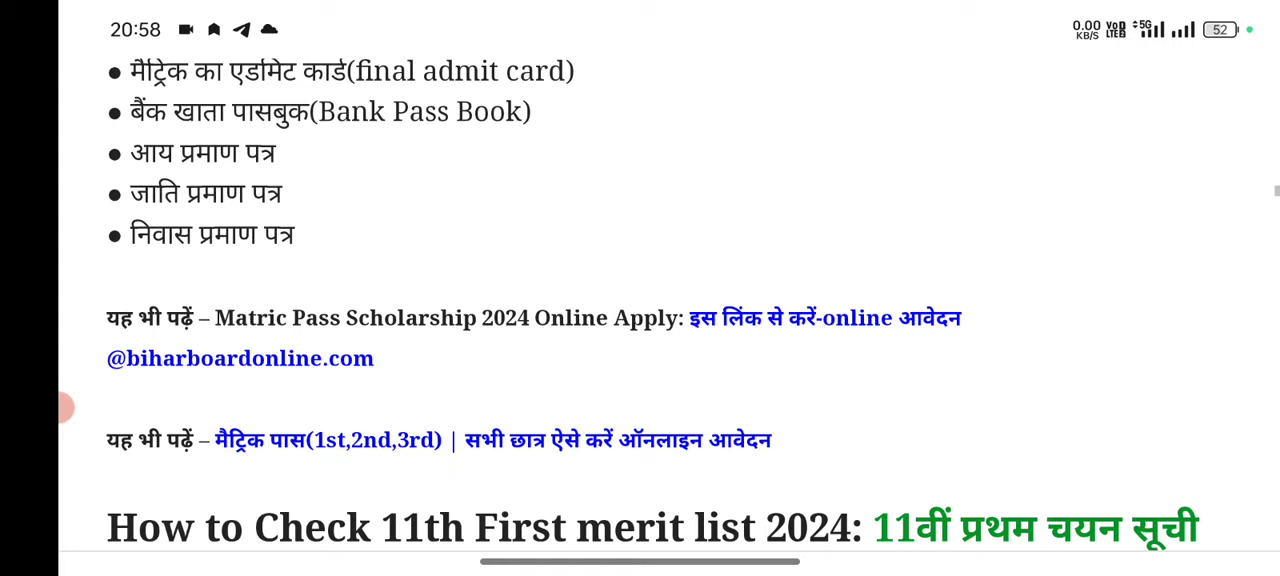 20:58 0.00 KB/S VoD LTE2 5G 52
● मैट्रिक का एडमिट कार्ड(final admit card)
● बैंक खाता पासबुक(Bank Pass Book)
● आय प्रमाण पत्र
● जाति प्रमाण पत्र
● निवास प्रमाण पत्र
यह भी पढ़ें – Matric Pass Scholarship 2024 Online Apply: इस लिंक से करें-online आवेदन
@biharboardonline.com
यह भी पढ़ें – मैट्रिक पास(1st,2nd,3rd) | सभी छात्र ऐसे करें ऑनलाइन आवेदन
How to Check 11th First merit list 2024: 11वीं प्रथम चयन सूची